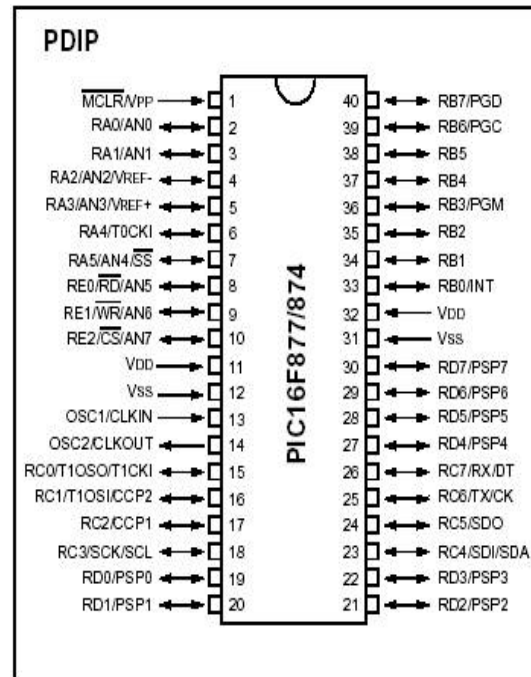 PDIP
MCLR/VPP 1 40 RB7/PGD
RA0/AN0 2 39 RB6/PGC
RA1/AN1 3 38 RB5
RA2/AN2/VREF- 4 37 RB4
RA3/AN3/VREF+ 5 36 RB3/PGM
RA4/T0CKI 6 35 RB2
RA5/AN4/SS 7 34 RB1
RE0/RD/AN5 8 33 RB0/INT
RE1/WR/AN6 9 32 VDD
RE2/CS/AN7 10 31 VSS
VDD 11 30 RD7/PSP7
VSS 12 29 RD6/PSP6
OSC1/CLKIN 13 28 RD5/PSP5
OSC2/CLKOUT 14 27 RD4/PSP4
RC0/T1OSO/T1CKI 15 26 RC7/RX/DT
RC1/T1OSI/CCP2 16 25 RC6/TX/CK
RC2/CCP1 17 24 RC5/SDO
RC3/SCK/SCL 18 23 RC4/SDI/SDA
RD0/PSP0 19 22 RD3/PSP3
RD1/PSP1 20 21 RD2/PSP2
PIC16F877/874